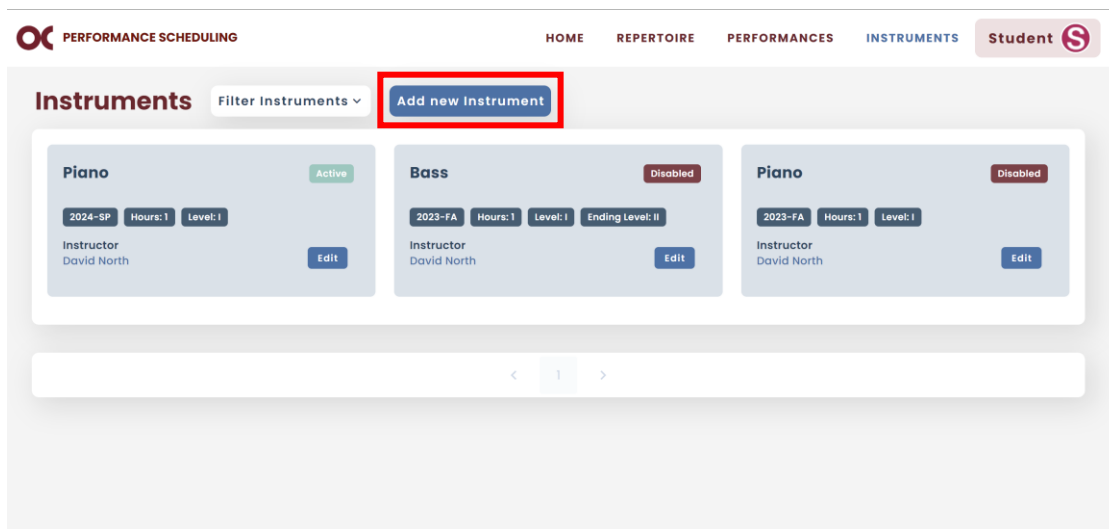 OC PERFORMANCE SCHEDULING
HOME REPERTOIRE PERFORMANCES INSTRUMENTS Student S
Instruments Filter Instruments Add new Instrument
Piano Active
2024-SP Hours: 1 Level: I
Instructor
David North Edit
Bass Disabled
2023-FA Hours: 1 Level: I Ending Level: II
Instructor
David North Edit
Piano Disabled
2023-FA Hours: 1 Level: I
Instructor
David North Edit
< 1 >